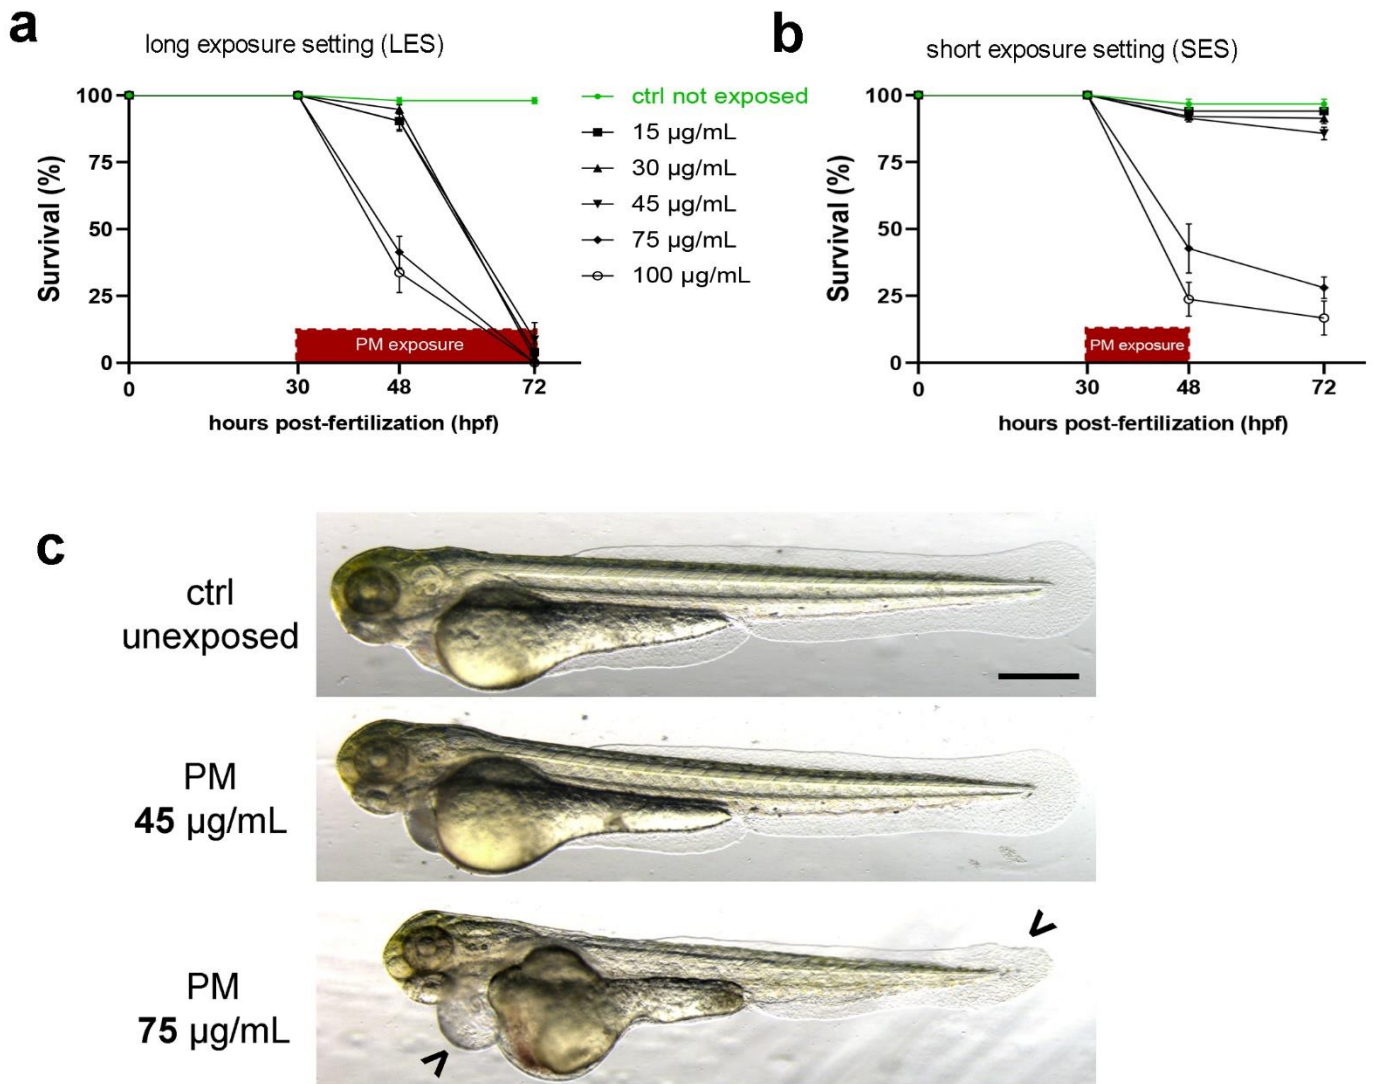 a
long exposure setting (LES)
100
75
50
25
0
Survival (%)
PM exposure
0
30
48
72
hours post-fertilization (hpf)
ctrl not exposed
15 µg/mL
30 µg/mL
45 µg/mL
75 µg/mL
100 µg/mL
b
short exposure setting (SES)
100
75
50
25
0
Survival (%)
PM exposure
0
30
48
72
hours post-fertilization (hpf)
c
ctrl
unexposed
PM
45 µg/mL
PM
75 µg/mL